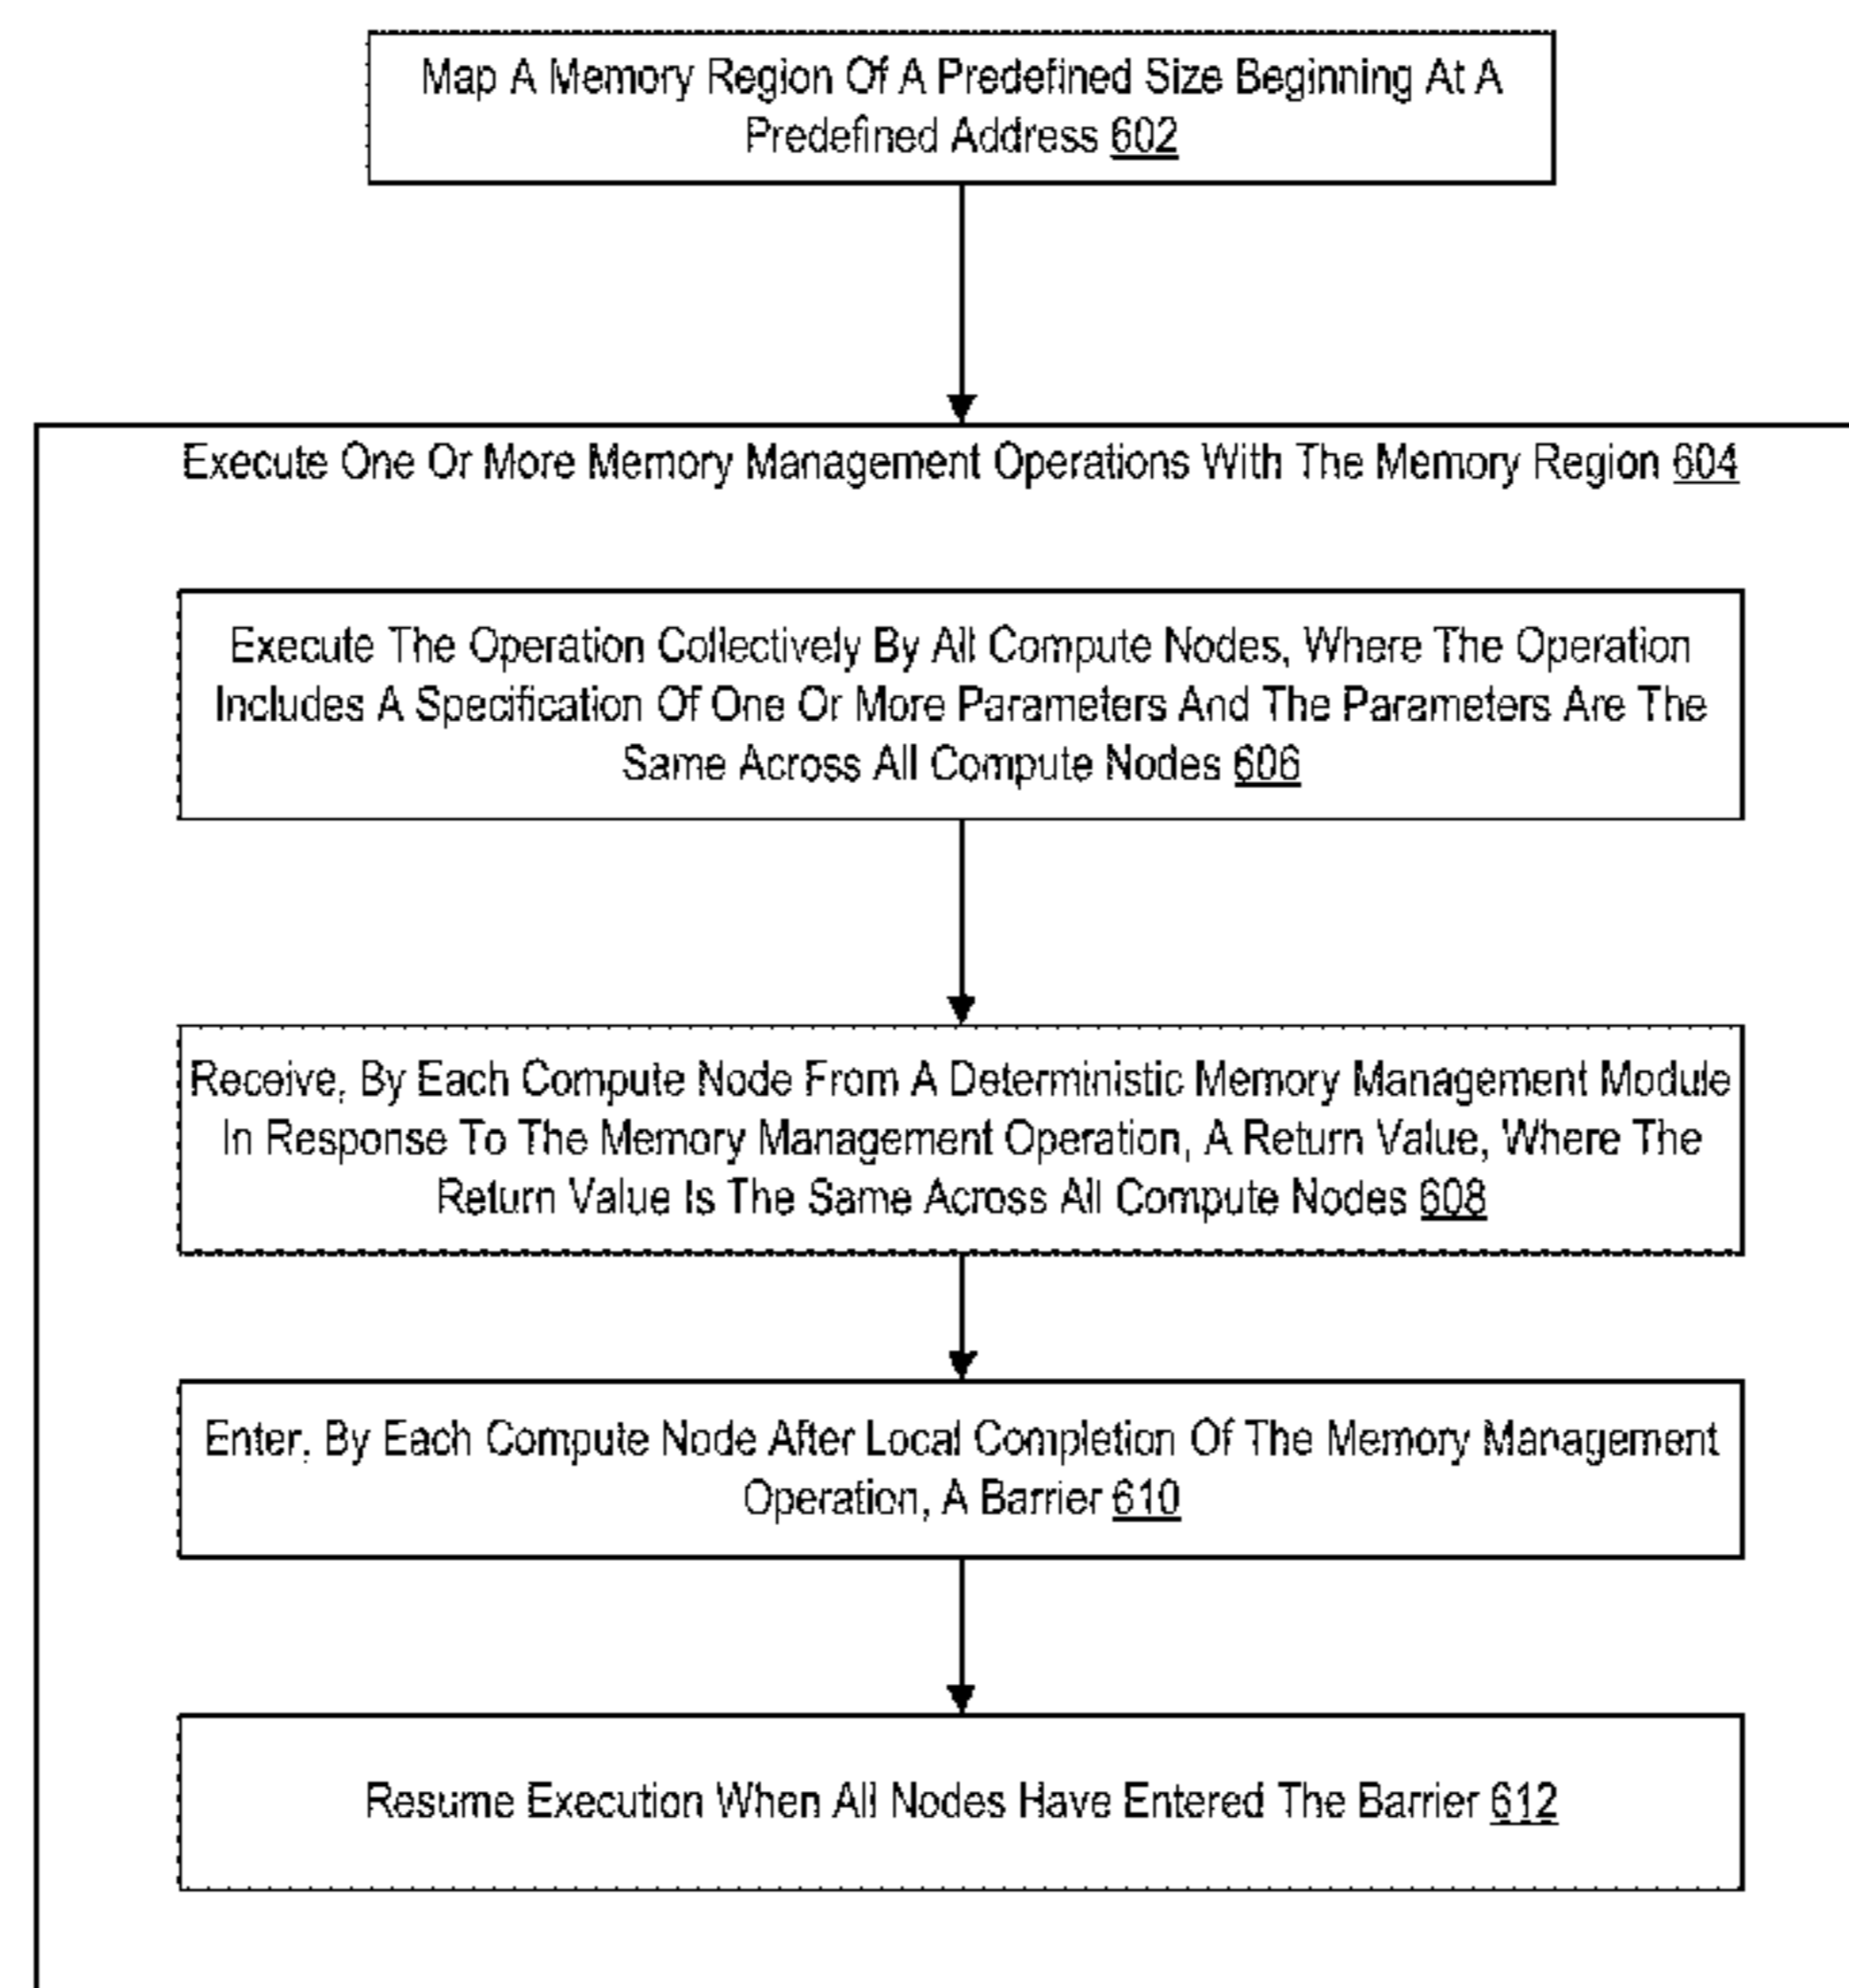 Map A Memory Region Of A Predefined Size Beginning At A
Predefined Address 602
Execute One Or More Memory Management Operations With The Memory Region 604
Execute The Operation Collectively By All Compute Nodes, Where The Operation
Includes A Specification Of One Or More Parameters And The Parameters Are The
Same Across All Compute Nodes 606
Receive, By Each Compute Node From A Deterministic Memory Management Module
In Response To The Memory Management Operation, A Return Value, Where The
Return Value Is The Same Across All Compute Nodes 608
Enter, By Each Compute Node After Local Completion Of The Memory Management
Operation, A Barrier 610
Resume Execution When All Nodes Have Entered The Barrier 612